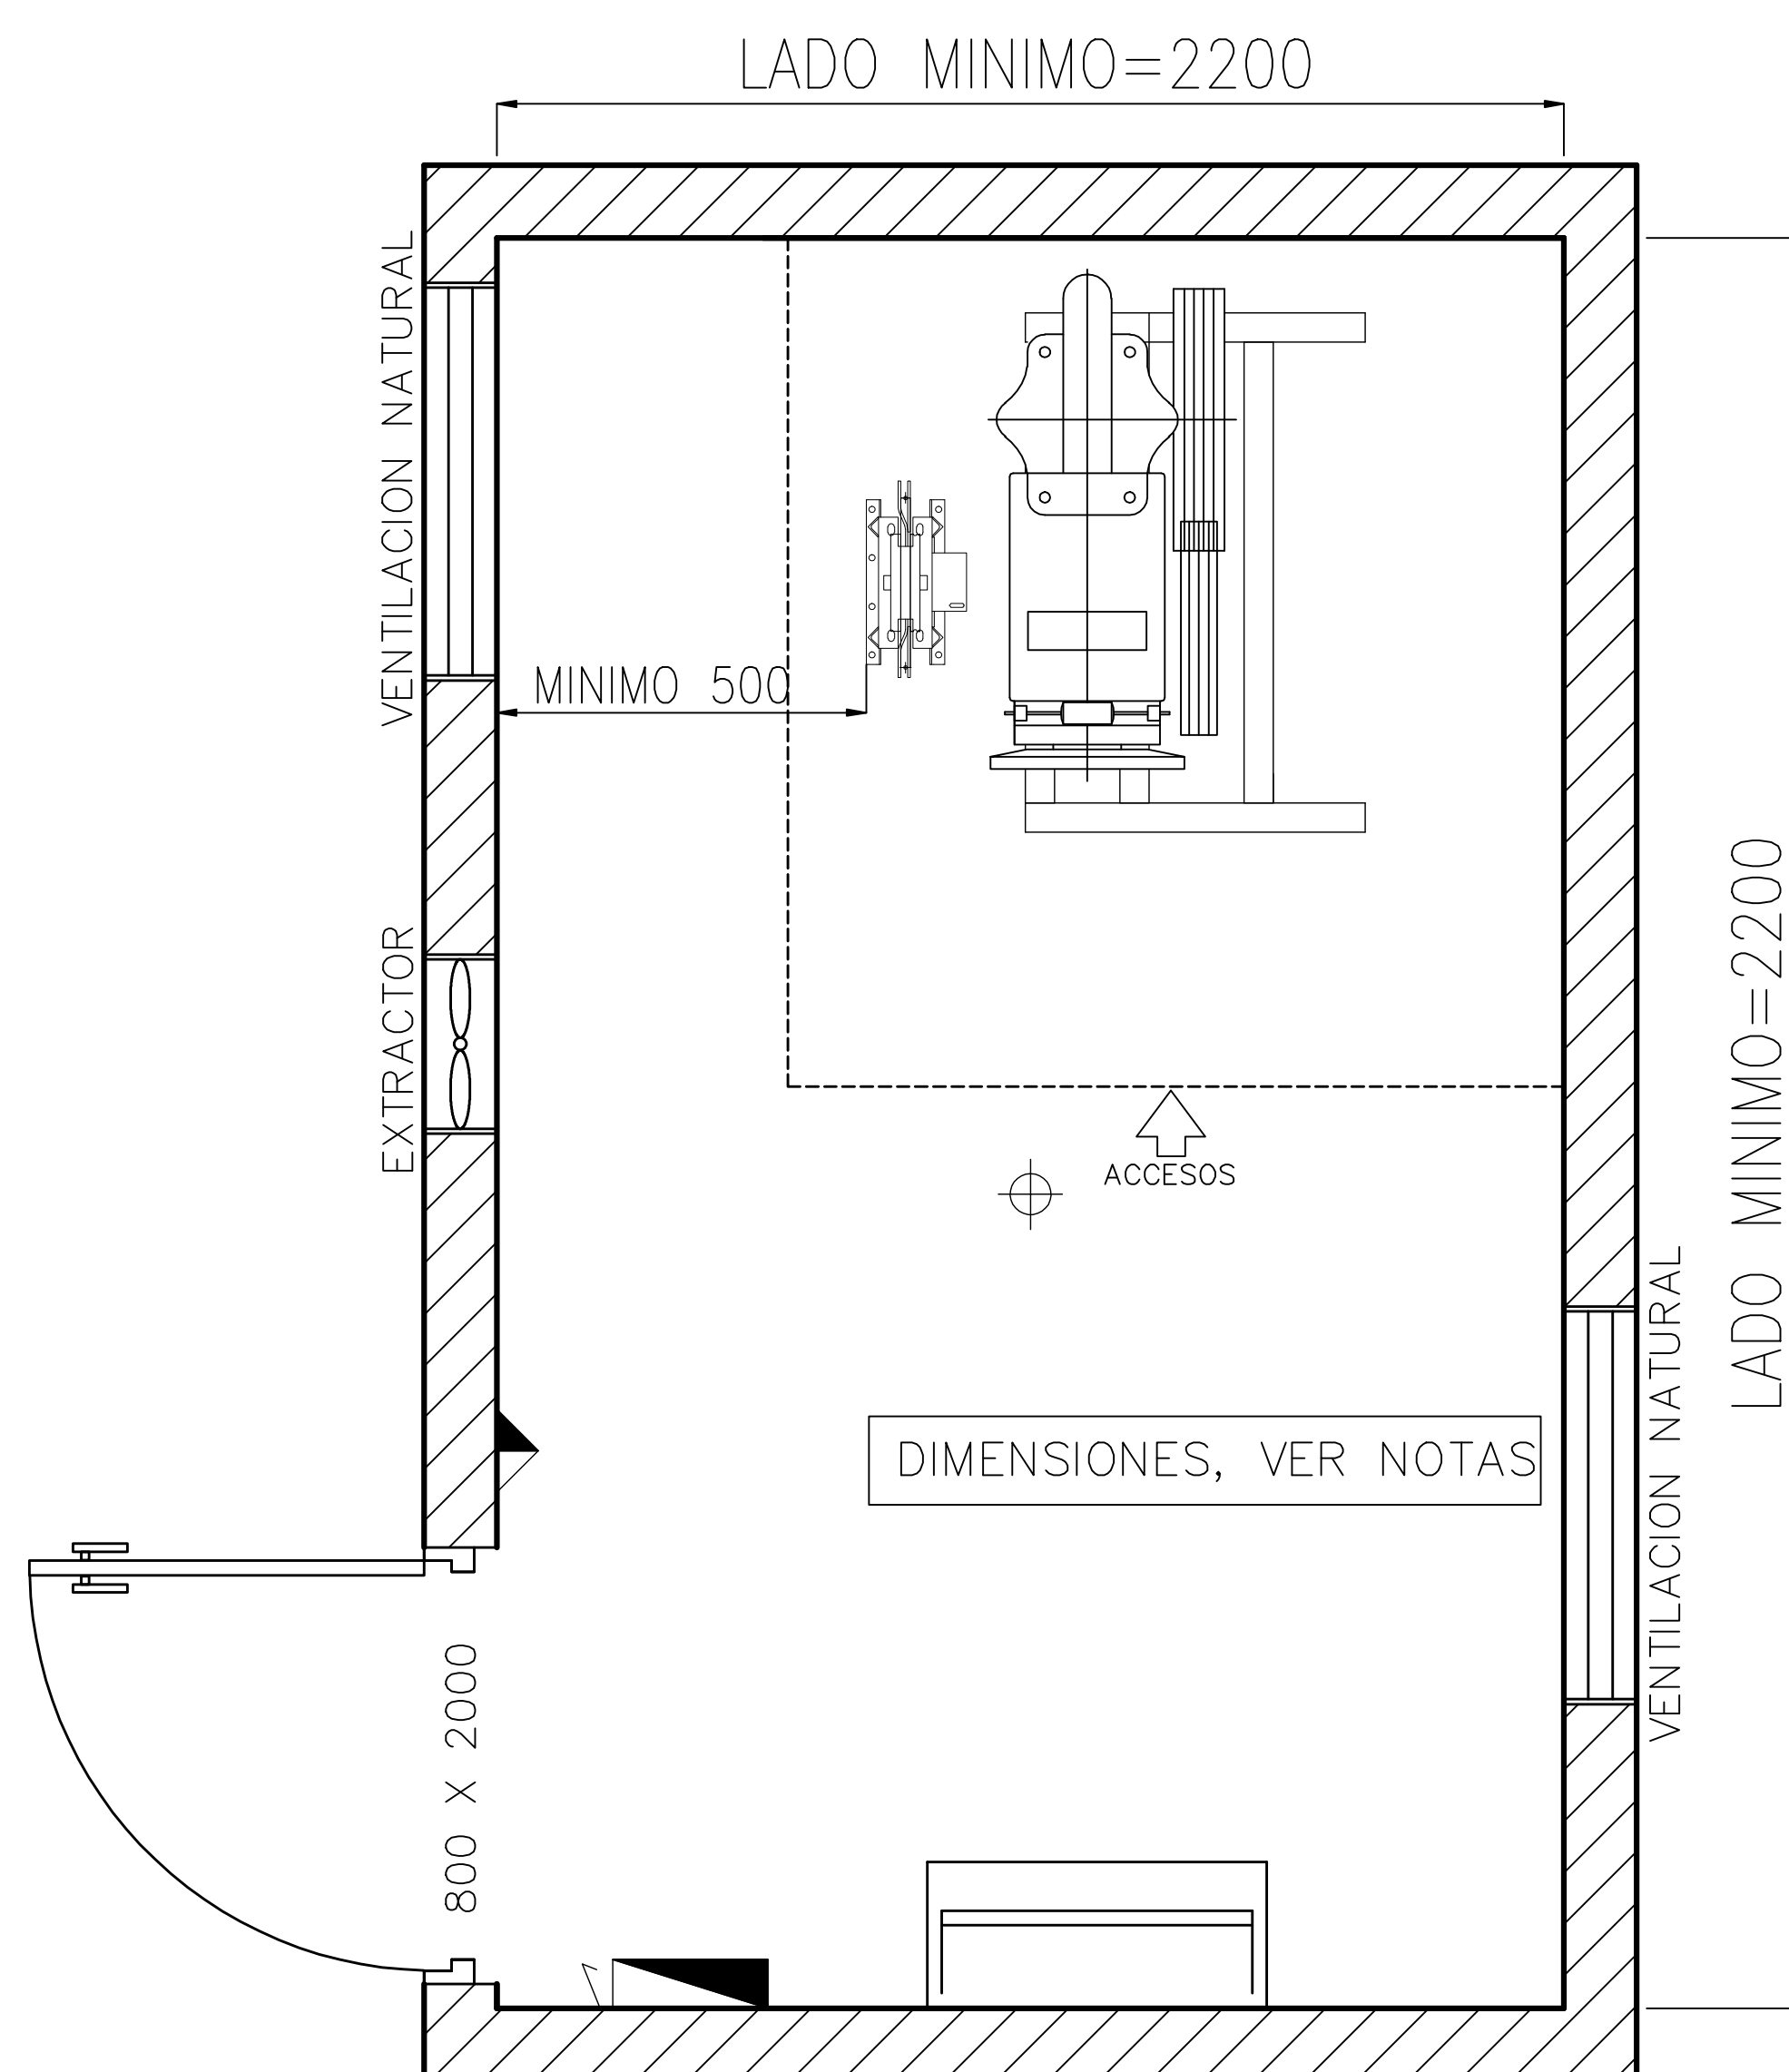 LADO MINIMO=2200
VENTILACION NATURAL
MINIMO 500
EXTRACTOR
LADO MINIMO=2200
ACCESOS
VENTILACION NATURAL
DIMENSIONES, VER NOTAS
800 X 2000